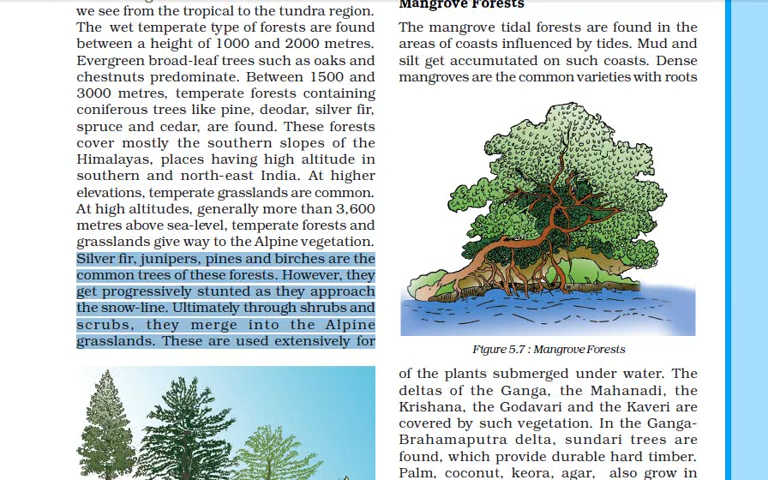 we see from the tropical to the tundra region.
The wet temperate type of forests are found
between a height of 1000 and 2000 metres.
Evergreen broad-leaf trees such as oaks and
chestnuts predominate. Between 1500 and
3000 metres, temperate forests containing
coniferous trees like pine, deodar, silver fir,
spruce and cedar, are found. These forests
cover mostly the southern slopes of the
Himalayas, places having high altitude in
southern and north-east India. At higher
elevations, temperate grasslands are common.
At high altitudes, generally more than 3,600
metres above sea-level, temperate forests and
grasslands give way to the Alpine vegetation.
Silver fir, junipers, pines and birches are the
common trees of these forests. However, they
get progressively stunted as they approach
the snow-line. Ultimately through shrubs and
scrubs, they merge into the Alpine
grasslands. These are used extensively for
Mangrove Forests
The mangrove tidal forests are found in the
areas of coasts influenced by tides. Mud and
silt get accumutated on such coasts. Dense
mangroves are the common varieties with roots
Figure 5.7 : Mangrove Forests
of the plants submerged under water. The
deltas of the Ganga, the Mahanadi, the
Krishana, the Godavari and the Kaveri are
covered by such vegetation. In the Ganga-
Brahamaputra delta, sundari trees are
found, which provide durable hard timber.
Palm, coconut, keora, agar, also grow in